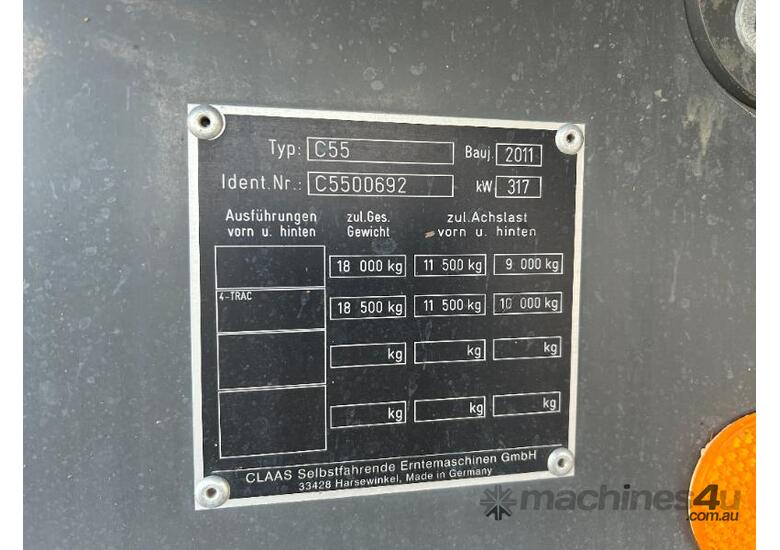 Typ: C55 Bauj. 2011
Ident.Nr.: C5500692 kW 317
Ausführungen vorn u. hinten
zul.Ges. Gewicht
zul.Achslast vorn u. hinten
18 000 kg 11 500 kg 9 000 kg
4-TRAC 18 500 kg 11 500 kg 10 000 kg
kg kg kg
kg kg kg
CLAAS Selbstfahrende Erntemaschinen GmbH
33428 Harsewinkel, Made in Germany
machines4u
.com.au